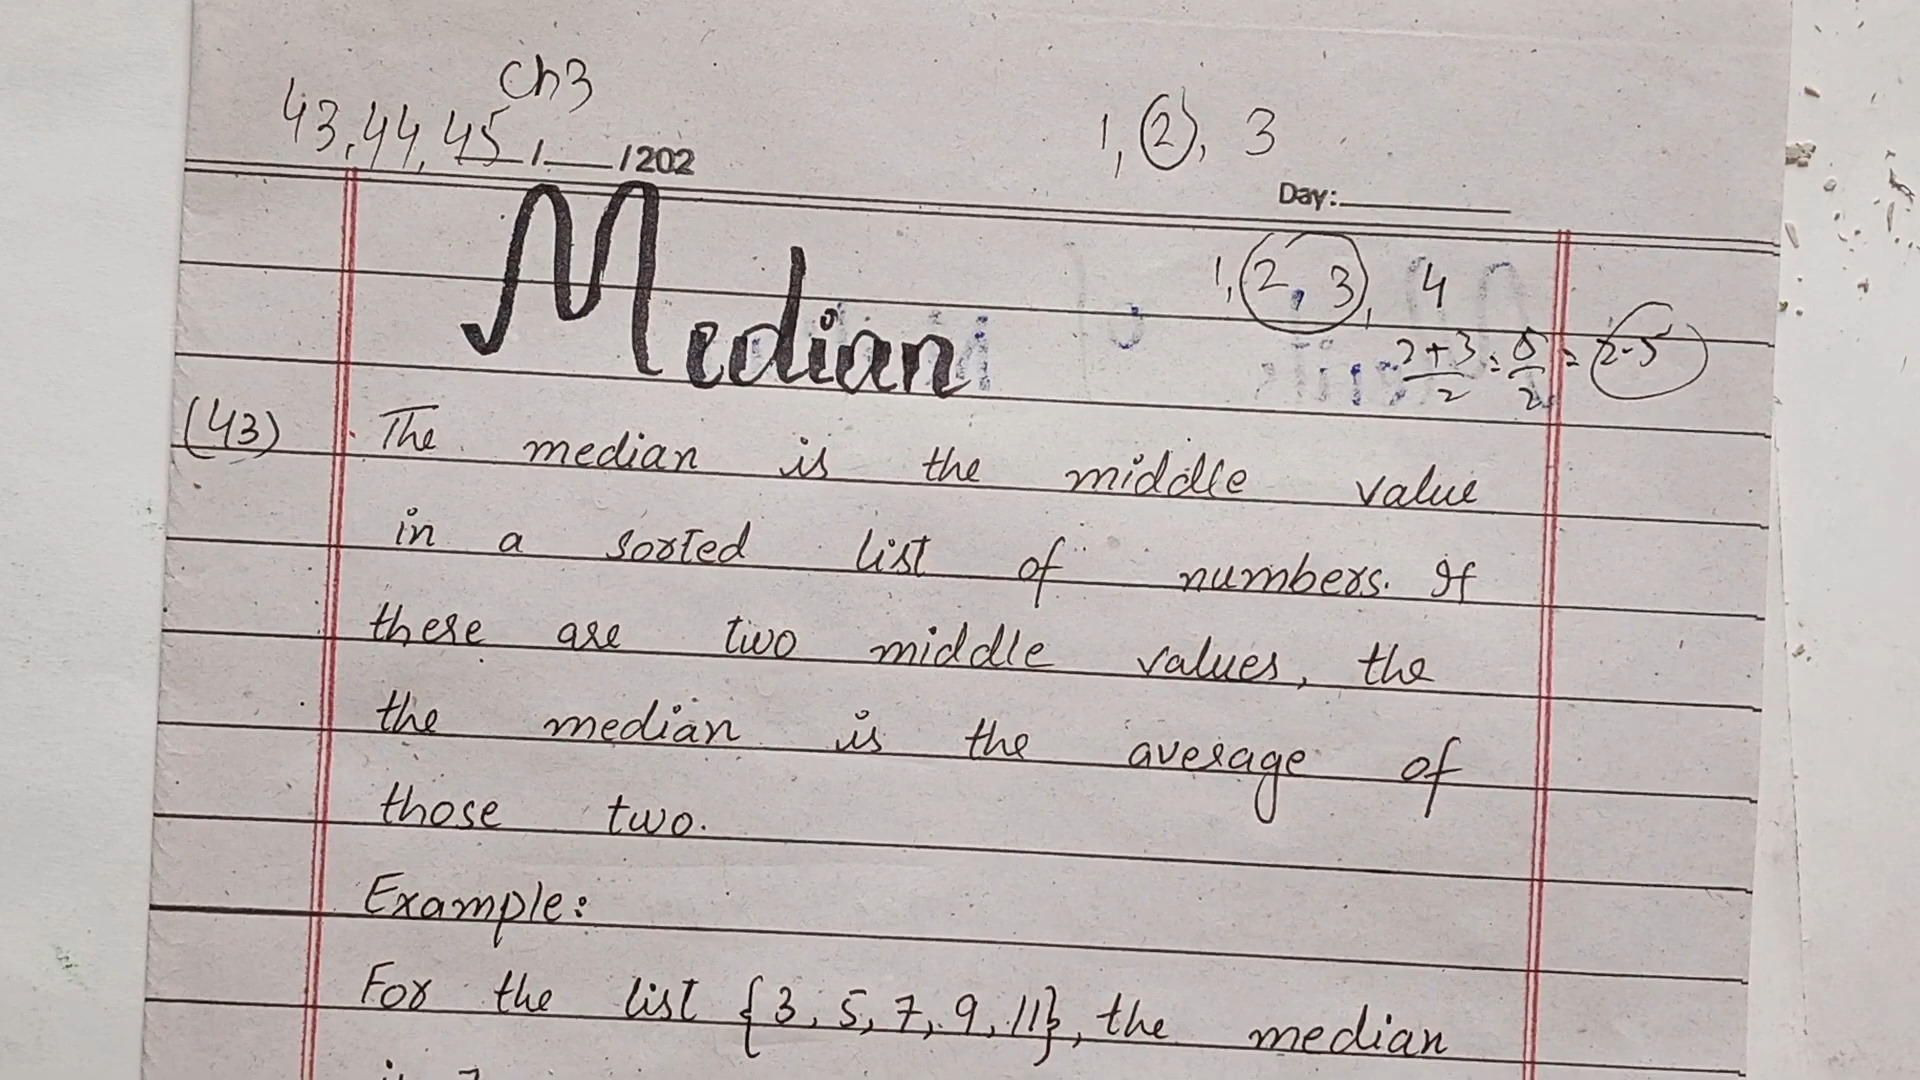 Ch3
43, 44, 45 / /202
1, 2, 3
Day:
Median
1, 2, 3, 4
2+3/2 = 5/2 = 2.5
(43) The median is the middle value
in a sorted list of numbers. If
there are two middle values, the
the median is the average of
those two.
Example:
For the list {3, 5, 7, 9, 11}, the median